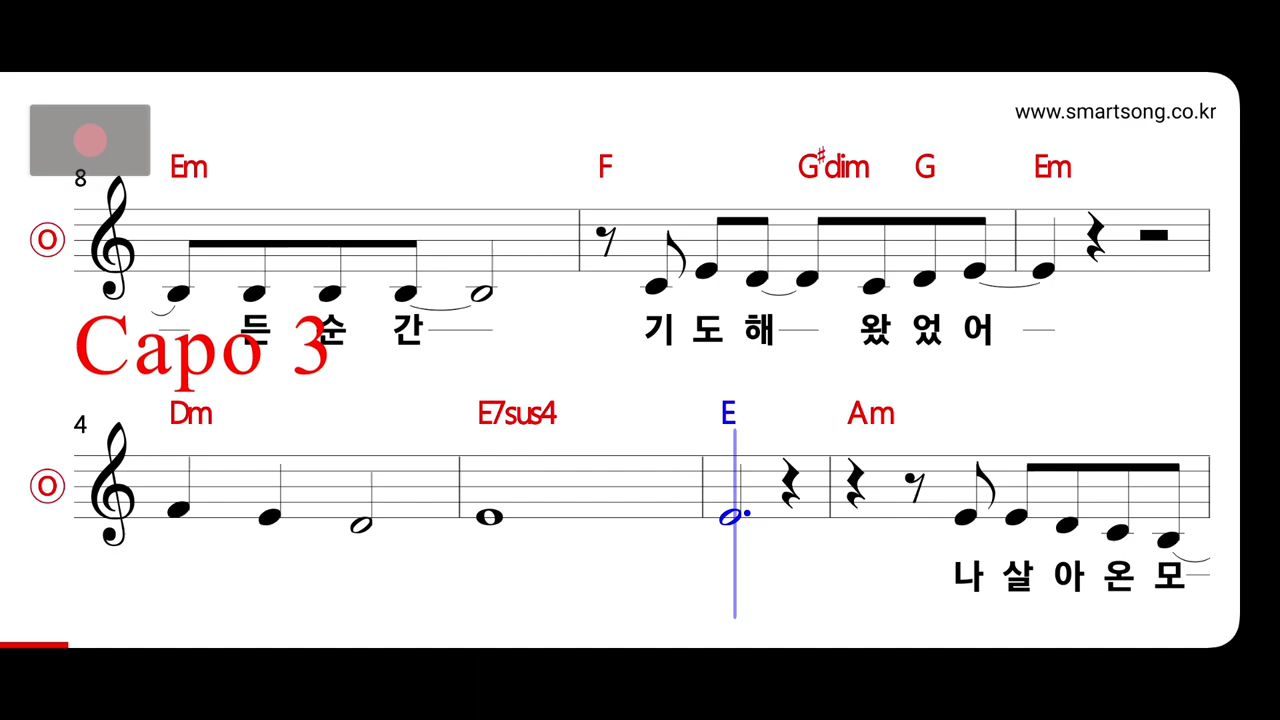 www.smartsong.co.kr
Em F G#dim G Em
8
O
든 순 간 기 도 해 왔 었 어
Capo 3
Dm E7sus4 E Am
4
O
나 살 아 온 모